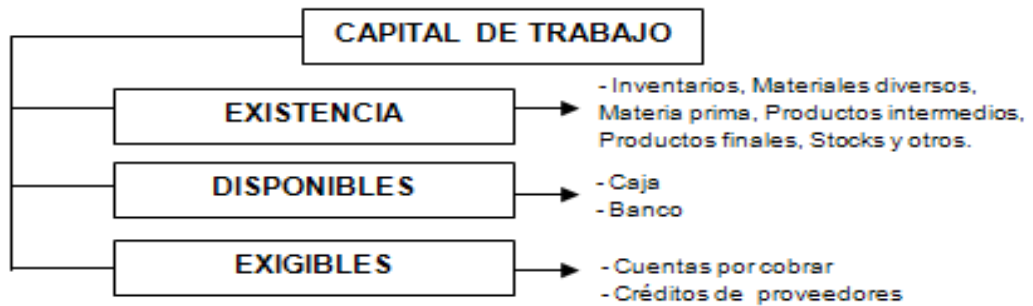 CAPITAL DE TRABAJO
EXISTENCIA
- Inventarios, Materiales diversos,
Materia prima, Productos intermedios,
Productos finales, Stocks y otros.
DISPONIBLES
- Caja
- Banco
EXIGIBLES
- Cuentas por cobrar
- Créditos de proveedores